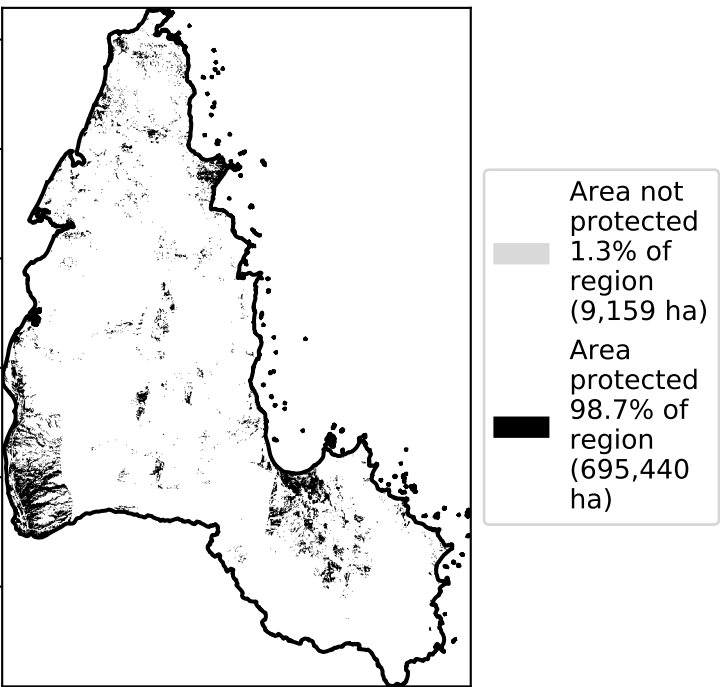 Area not
protected
1.3% of
region
(9,159 ha)
Area
protected
98.7% of
region
(695,440
ha)